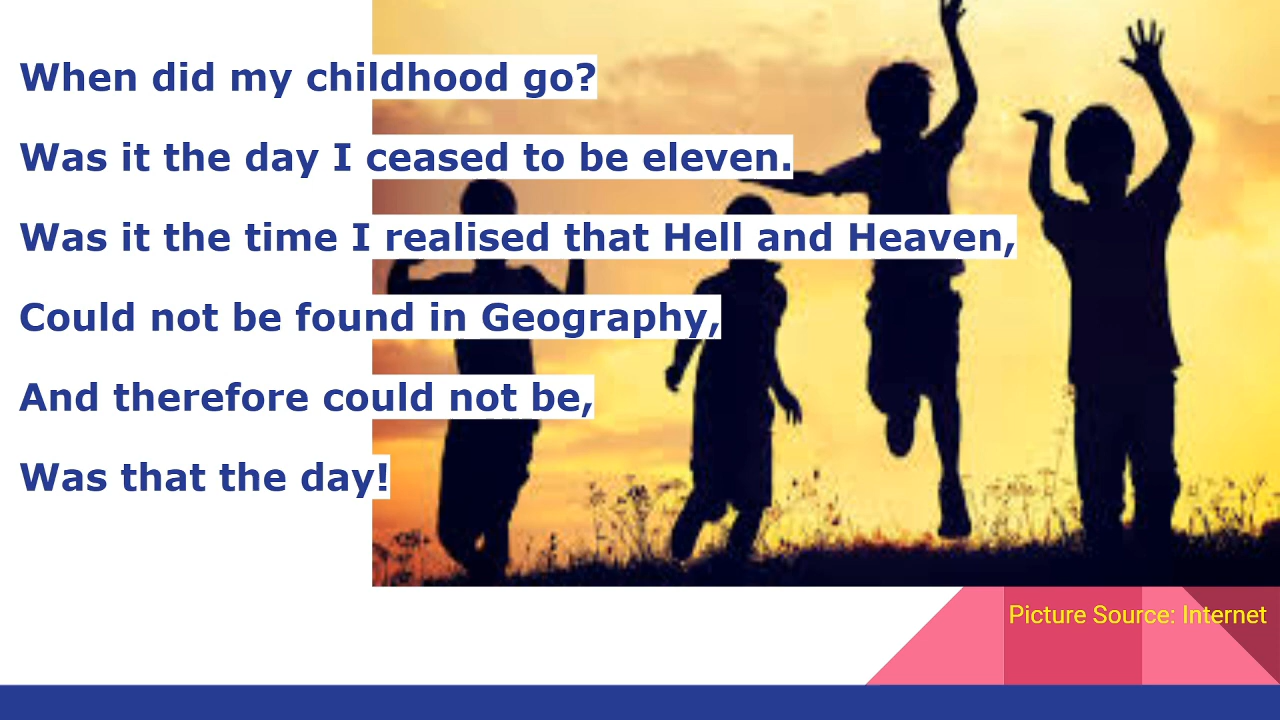 When did my childhood go?
Was it the day I ceased to be eleven.
Was it the time I realised that Hell and Heaven,
Could not be found in Geography,
And therefore could not be,
Was that the day!
Picture Source: Internet